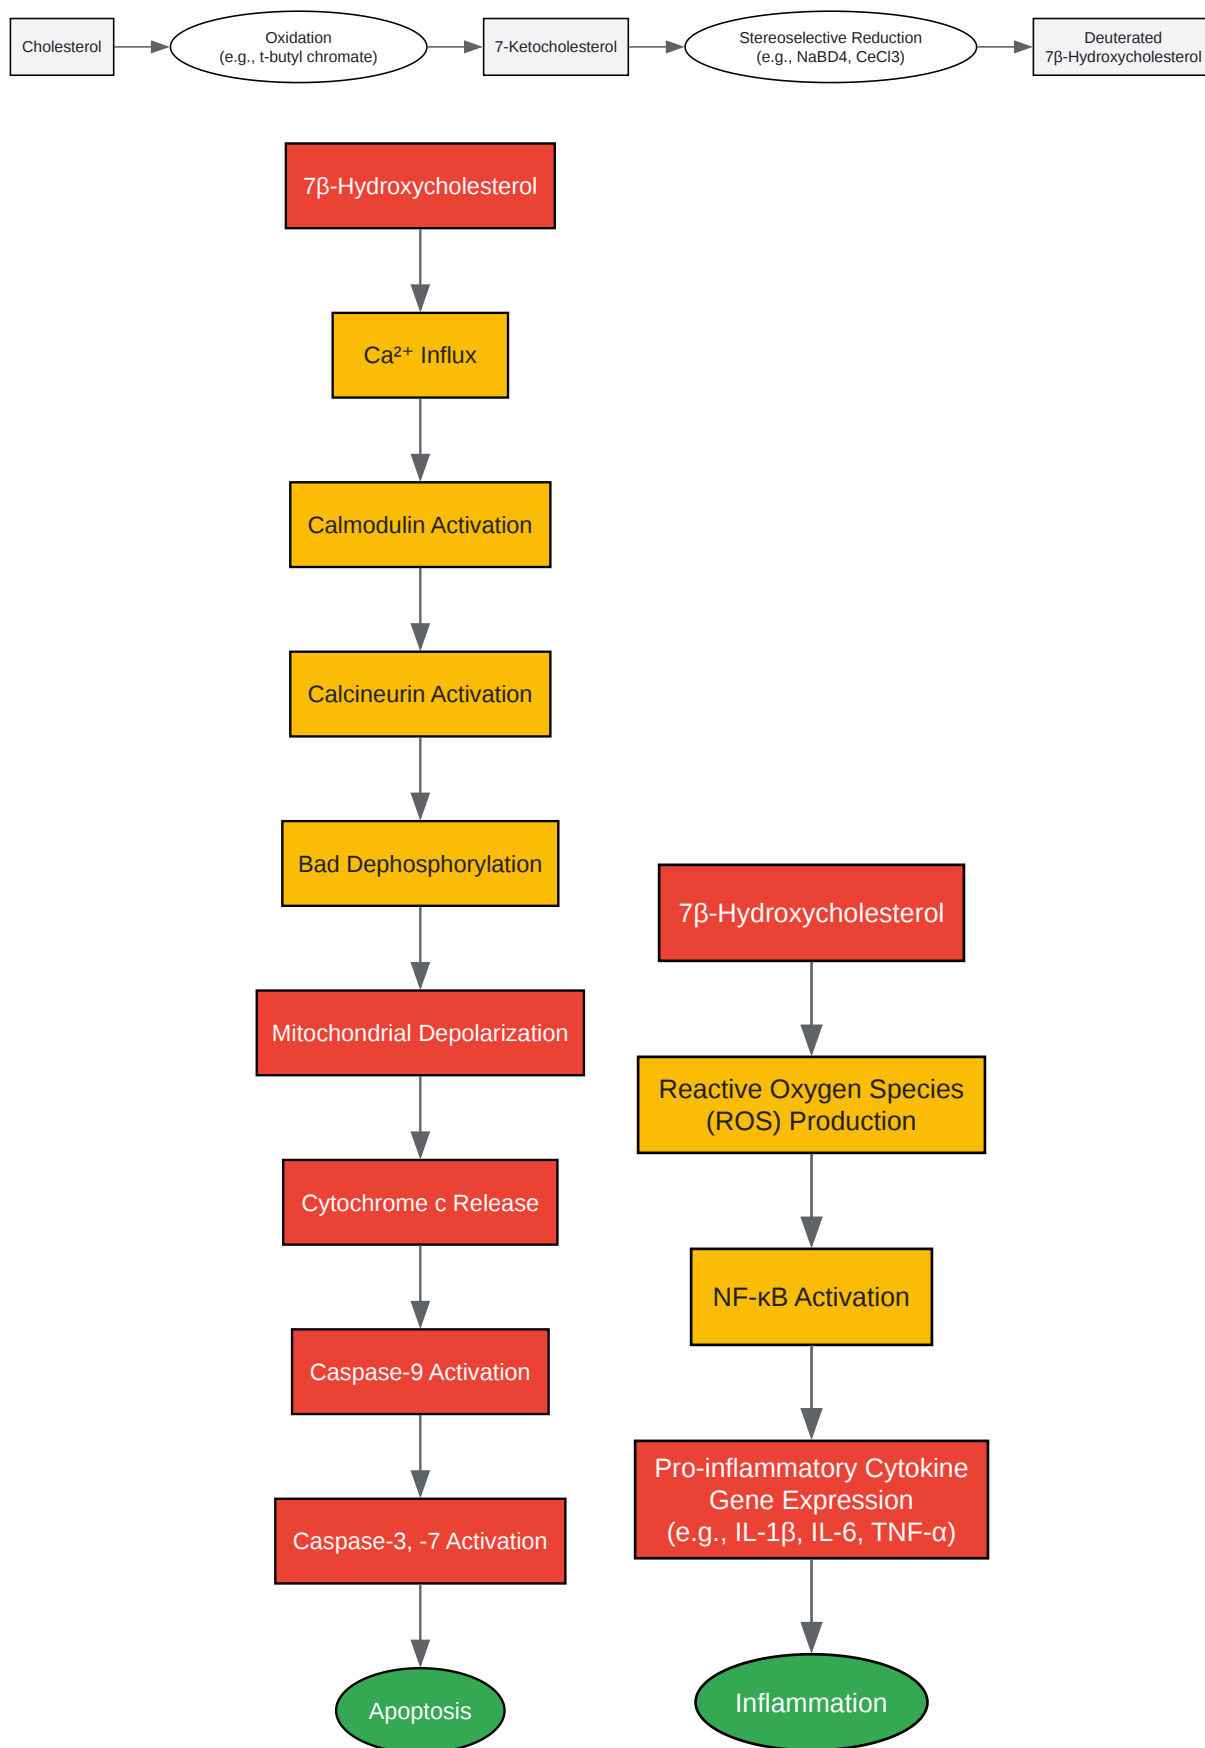 Cholesterol
Oxidation
(e.g., t-butyl chromate)
7-Ketocholesterol
Stereoselective Reduction
(e.g., NaBD4, CeCl3)
Deuterated
7β-Hydroxycholesterol
7β-Hydroxycholesterol
Ca²⁺ Influx
Calmodulin Activation
Calcineurin Activation
Bad Dephosphorylation
Mitochondrial Depolarization
Cytochrome c Release
Caspase-9 Activation
Caspase-3, -7 Activation
Apoptosis
7β-Hydroxycholesterol
Reactive Oxygen Species
(ROS) Production
NF-κB Activation
Pro-inflammatory Cytokine
Gene Expression
(e.g., IL-1β, IL-6, TNF-α)
Inflammation